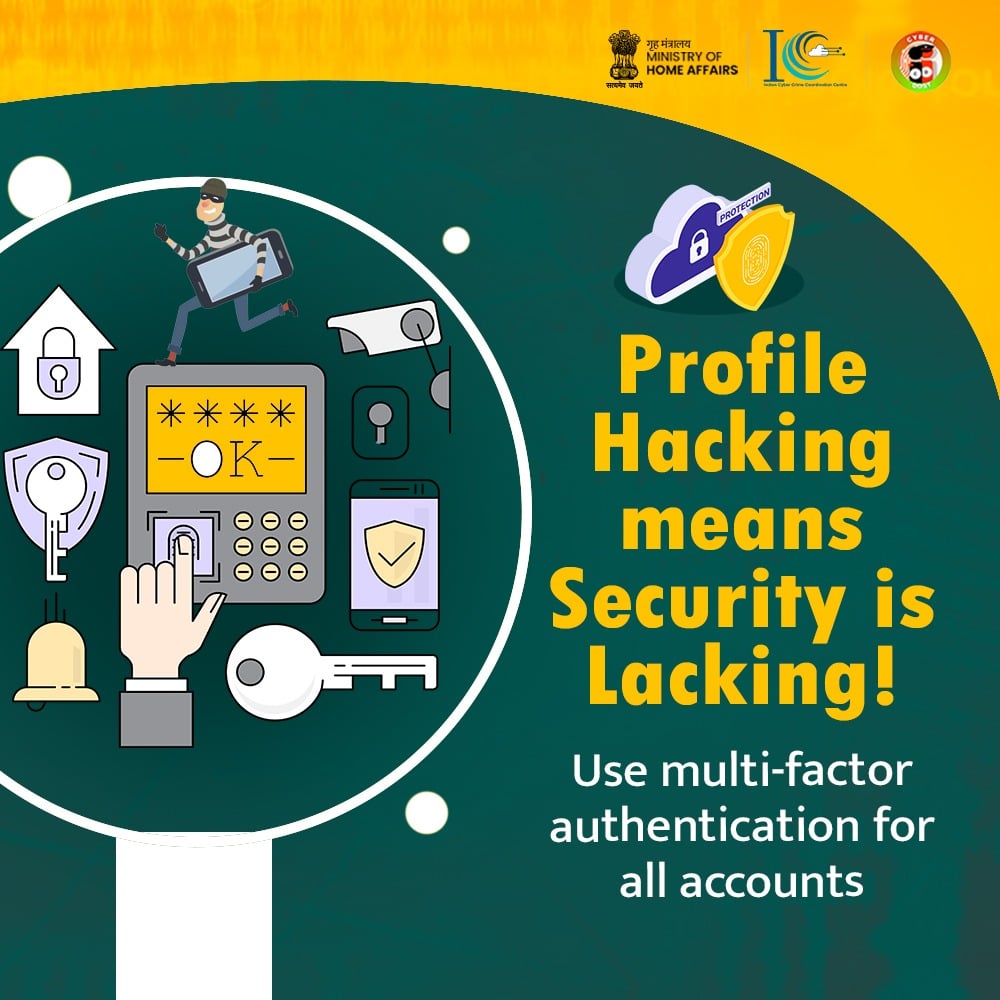 गृह मंत्रालय
MINISTRY OF
HOME AFFAIRS
सत्यमेव जयते
Indian Cyber Crime Coordination Centre
CYBER
DOST
PROTECTION
****
-OK-
Profile
Hacking
means
Security is
Lacking!
Use multi-factor
authentication for
all accounts